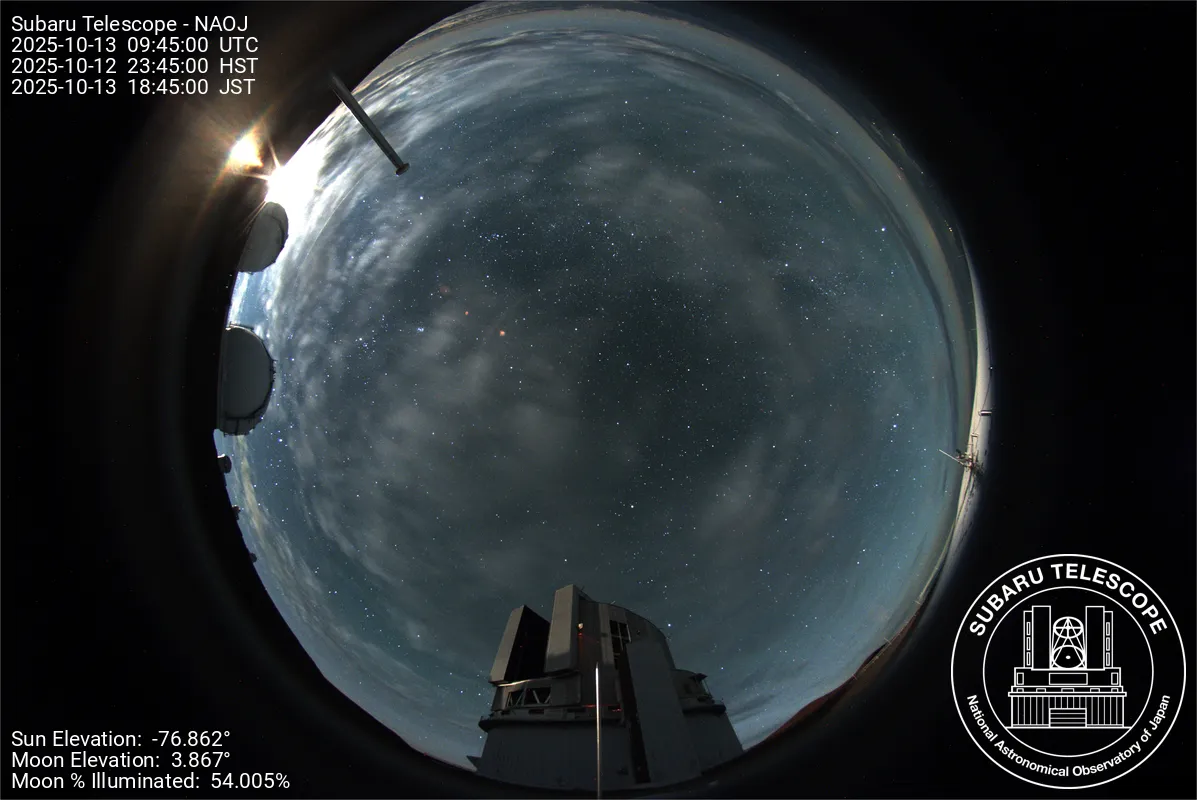 Subaru Telescope - NAOJ
2025-10-13 09:45:00 UTC
2025-10-12 23:45:00 HST
2025-10-13 18:45:00 JST
SUBARU TELESCOPE
National Astronomical Observatory of Japan
Sun Elevation: -76.862°
Moon Elevation: 3.867°
Moon % Illuminated: 54.005%